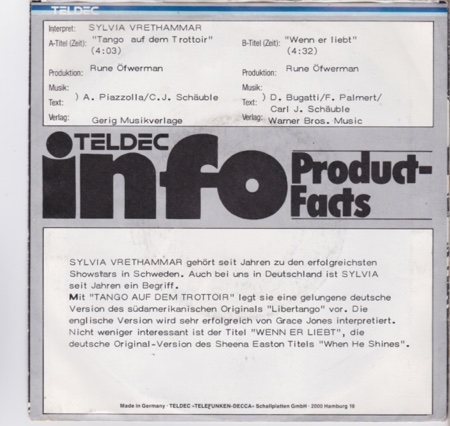 TELDEC
Interpret: SYLVIA VRETHAMMAR
A-Titel (Zeit): "Tango auf dem Trottoir" B-Titel (Zeit): "Wenn er liebt"
(4:03) (4:32)
Produktion: Rune Öfwerman Produktion: Rune Öfwerman
Musik: Musik:
Text: ) A. Piazzolla/C.J. Schäuble Text: ) D. Bugatti/F. Palmert/
Carl J. Schäuble
Verlag: Gerig Musikverlage Verlag: Warner Bros. Music
TELDEC
info Product-
Facts
SYLVIA VRETHAMMAR gehört seit Jahren zu den erfolgreichsten
Showstars in Schweden. Auch bei uns in Deutschland ist SYLVIA
seit Jahren ein Begriff.
Mit "TANGO AUF DEM TROTTOIR" legt sie eine gelungene deutsche
Version des südamerikanischen Originals "Libertango" vor. Die
englische Version wird sehr erfolgreich von Grace Jones interpretiert.
Nicht weniger interessant ist der Titel "WENN ER LIEBT", die
deutsche Original-Version des Sheena Easton Titels "When He Shines".
Made in Germany · TELDEC »TELEFUNKEN-DECCA« Schallplatten GmbH · 2000 Hamburg 19